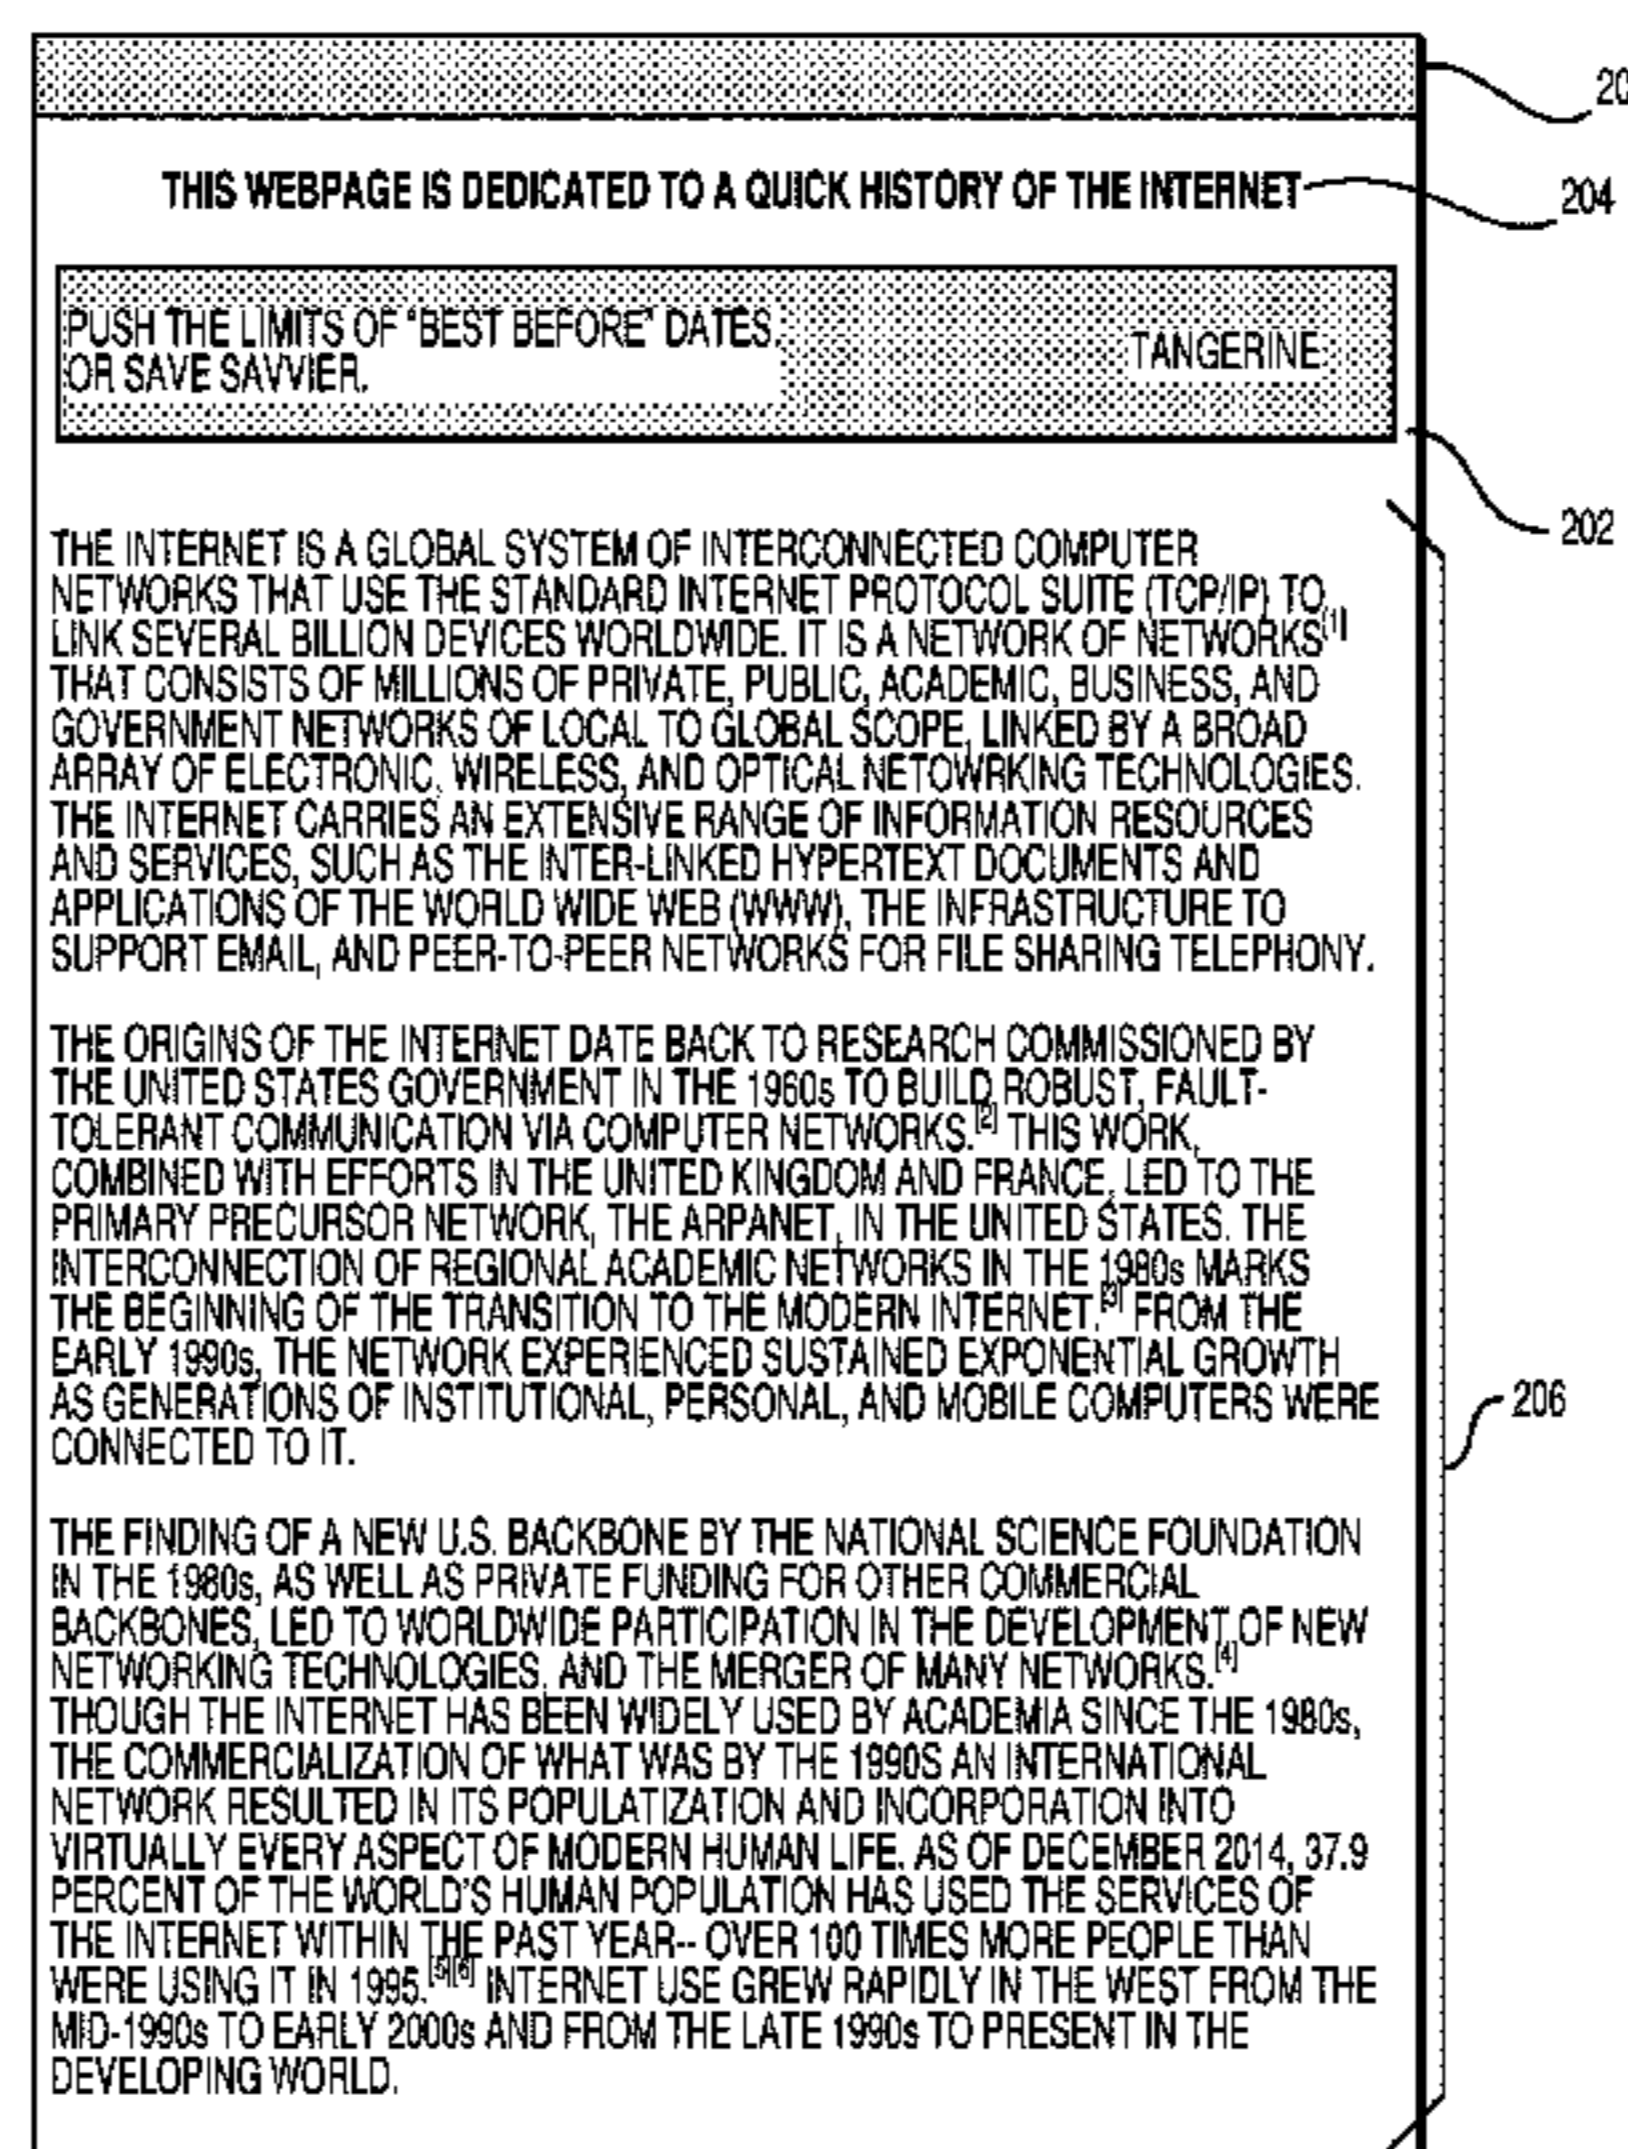 20
THIS WEBPAGE IS DEDICATED TO A QUICK HISTORY OF THE INTERNET
204
PUSH THE LIMITS OF "BEST BEFORE" DATES.
OR SAVE SAVVIER.
TANGERINE
202
THE INTERNET IS A GLOBAL SYSTEM OF INTERCONNECTED COMPUTER
NETWORKS THAT USE THE STANDARD INTERNET PROTOCOL SUITE (TCP/IP) TO
LINK SEVERAL BILLION DEVICES WORLDWIDE. IT IS A NETWORK OF NETWORKS[1]
THAT CONSISTS OF MILLIONS OF PRIVATE, PUBLIC, ACADEMIC, BUSINESS, AND
GOVERNMENT NETWORKS OF LOCAL TO GLOBAL SCOPE, LINKED BY A BROAD
ARRAY OF ELECTRONIC, WIRELESS, AND OPTICAL NETOWRKING TECHNOLOGIES.
THE INTERNET CARRIES AN EXTENSIVE RANGE OF INFORMATION RESOURCES
AND SERVICES, SUCH AS THE INTER-LINKED HYPERTEXT DOCUMENTS AND
APPLICATIONS OF THE WORLD WIDE WEB (WWW), THE INFRASTRUCTURE TO
SUPPORT EMAIL, AND PEER-TO-PEER NETWORKS FOR FILE SHARING TELEPHONY.
THE ORIGINS OF THE INTERNET DATE BACK TO RESEARCH COMMISSIONED BY
THE UNITED STATES GOVERNMENT IN THE 1960s TO BUILD ROBUST, FAULT-
TOLERANT COMMUNICATION VIA COMPUTER NETWORKS.[2] THIS WORK,
COMBINED WITH EFFORTS IN THE UNITED KINGDOM AND FRANCE, LED TO THE
PRIMARY PRECURSOR NETWORK, THE ARPANET, IN THE UNITED STATES. THE
INTERCONNECTION OF REGIONAL ACADEMIC NETWORKS IN THE 1980s MARKS
THE BEGINNING OF THE TRANSITION TO THE MODERN INTERNET.[3] FROM THE
EARLY 1990s, THE NETWORK EXPERIENCED SUSTAINED EXPONENTIAL GROWTH
AS GENERATIONS OF INSTITUTIONAL, PERSONAL, AND MOBILE COMPUTERS WERE
CONNECTED TO IT.
206
THE FINDING OF A NEW U.S. BACKBONE BY THE NATIONAL SCIENCE FOUNDATION
IN THE 1980s, AS WELL AS PRIVATE FUNDING FOR OTHER COMMERCIAL
BACKBONES, LED TO WORLDWIDE PARTICIPATION IN THE DEVELOPMENT OF NEW
NETWORKING TECHNOLOGIES, AND THE MERGER OF MANY NETWORKS.[4]
THOUGH THE INTERNET HAS BEEN WIDELY USED BY ACADEMIA SINCE THE 1980s,
THE COMMERCIALIZATION OF WHAT WAS BY THE 1990S AN INTERNATIONAL
NETWORK RESULTED IN ITS POPULATIZATION AND INCORPORATION INTO
VIRTUALLY EVERY ASPECT OF MODERN HUMAN LIFE. AS OF DECEMBER 2014, 37.9
PERCENT OF THE WORLD'S HUMAN POPULATION HAS USED THE SERVICES OF
THE INTERNET WITHIN THE PAST YEAR-- OVER 100 TIMES MORE PEOPLE THAN
WERE USING IT IN 1995.[5][6] INTERNET USE GREW RAPIDLY IN THE WEST FROM THE
MID-1990s TO EARLY 2000s AND FROM THE LATE 1990s TO PRESENT IN THE
DEVELOPING WORLD.